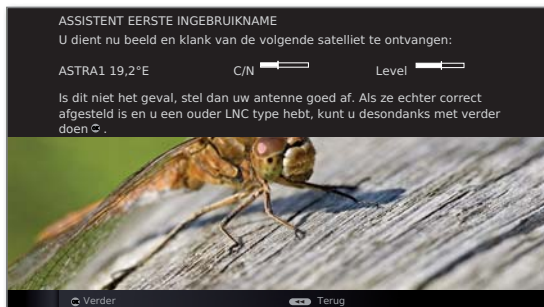 ASSISTENT EERSTE INGEBRUIKNAME
U dient nu beeld en klank van de volgende satelliet te ontvangen:
ASTRA1 19,2°E C/N Level
Is dit niet het geval, stel dan uw antenne goed af. Als ze echter correct
afgesteld is en u een ouder LNC type hebt, kunt u desondanks met verder
doen .
Verder Terug